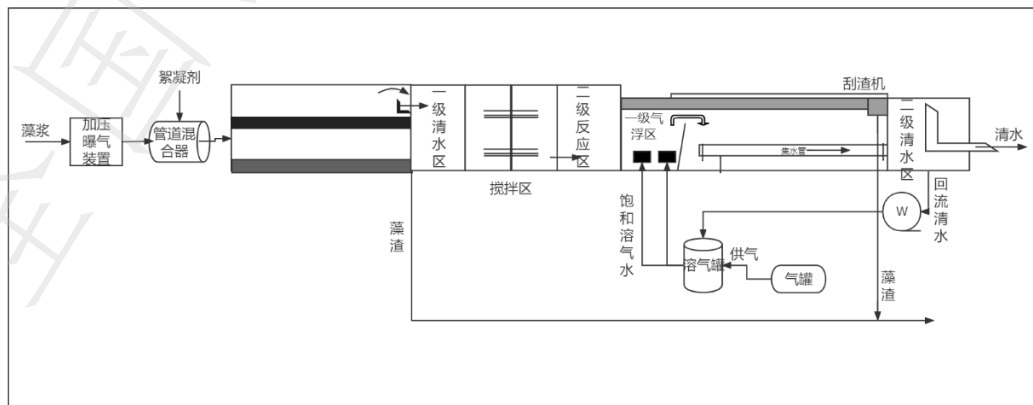 絮凝剂
藻浆
加压
曝气
装置
管道混
合器
一级清水区
搅拌区
二级反应区
一级气
浮区
刮渣机
集水管
二级清水区
清水
回流清水
W
饱和溶气水
溶气罐
供气
气罐
藻渣
藻渣